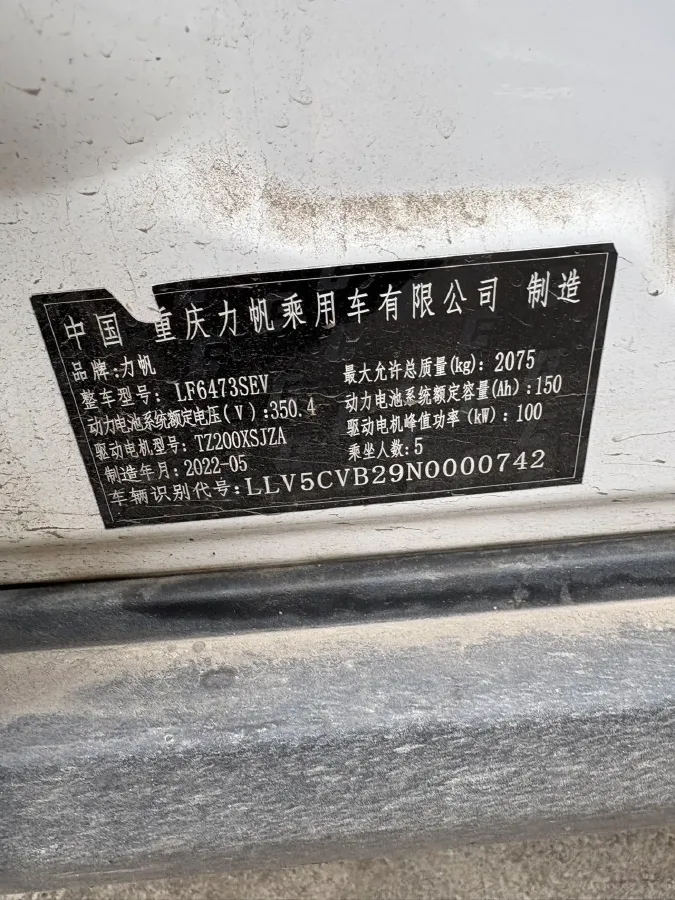 中国 重庆力帆乘用车有限公司 制造
品牌:力帆
整车型号: LF6473SEV
动力电池系统额定电压(V):350.4
驱动电机型号: TZ200XSJZA
制造年月: 2022-05
最大允许总质量(kg): 2075
动力电池系统额定容量(Ah):150
驱动电机峰值功率(kW): 100
乘坐人数: 5
车辆识别代号:LLV5CVB29N0000742